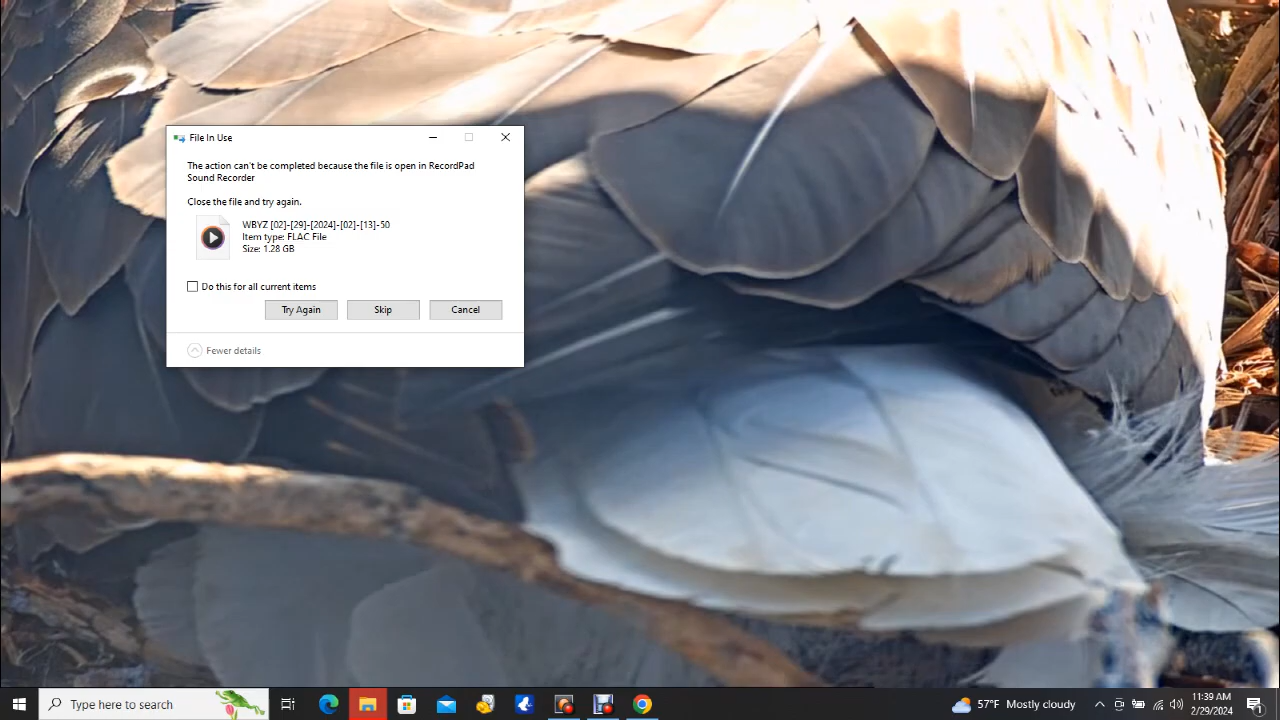 File In Use
The action can't be completed because the file is open in RecordPad
Sound Recorder
Close the file and try again.
WBYZ [02]-[29]-[2024]-[02]-[13]-50
Item type: FLAC File
Size: 1.28 GB
Do this for all current items
Try Again
Skip
Cancel
Fewer details
Type here to search
57°F Mostly cloudy
11:39 AM
2/29/2024
1